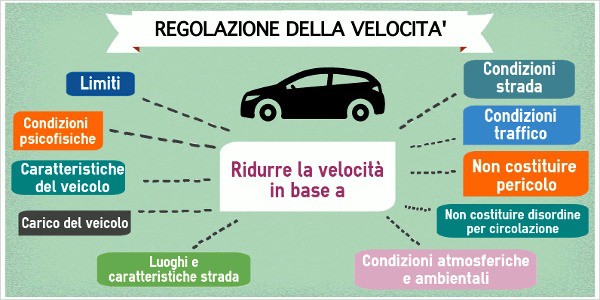 REGOLAZIONE DELLA VELOCITA'
Limiti
Condizioni
psicofisiche
Caratteristiche
del veicolo
Carico del veicolo
Luoghi e
caratteristiche strada
Ridurre la velocità
in base a
Condizioni
strada
Condizioni
traffico
Non costituire
pericolo
Non costituire disordine
per circolazione
Condizioni atmosferiche
e ambientali